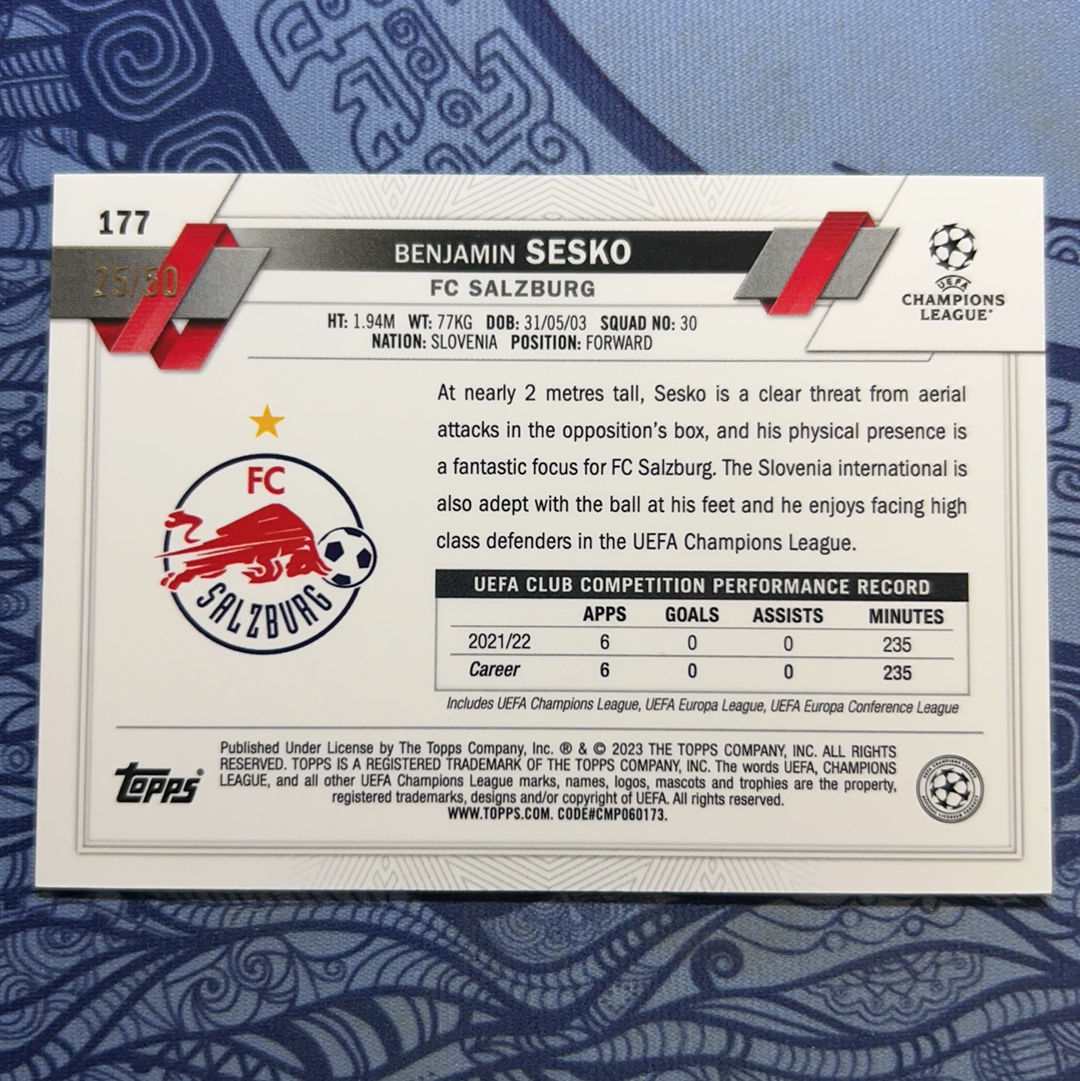 177
25/50
BENJAMIN SESKO
FC SALZBURG
HT: 1.94M WT: 77KG DOB: 31/05/03 SQUAD NO: 30
NATION: SLOVENIA POSITION: FORWARD
UEFA
CHAMPIONS
LEAGUE®
At nearly 2 metres tall, Sesko is a clear threat from aerial
attacks in the opposition's box, and his physical presence is
a fantastic focus for FC Salzburg. The Slovenia international is
also adept with the ball at his feet and he enjoys facing high
class defenders in the UEFA Champions League.
FC
SALZBURG
UEFA CLUB COMPETITION PERFORMANCE RECORD
APPS GOALS ASSISTS MINUTES
2021/22 6 0 0 235
Career 6 0 0 235
Includes UEFA Champions League, UEFA Europa League, UEFA Europa Conference League
topps®
Published Under License by The Topps Company, Inc. ® & © 2023 THE TOPPS COMPANY, INC. ALL RIGHTS
RESERVED. TOPPS IS A REGISTERED TRADEMARK OF THE TOPPS COMPANY, INC. The words UEFA, CHAMPIONS
LEAGUE, and all other UEFA Champions League marks, names, logos, mascots and trophies are the property,
registered trademarks, designs and/or copyright of UEFA. All rights reserved.
WWW.TOPPS.COM. CODE#CMP060173.